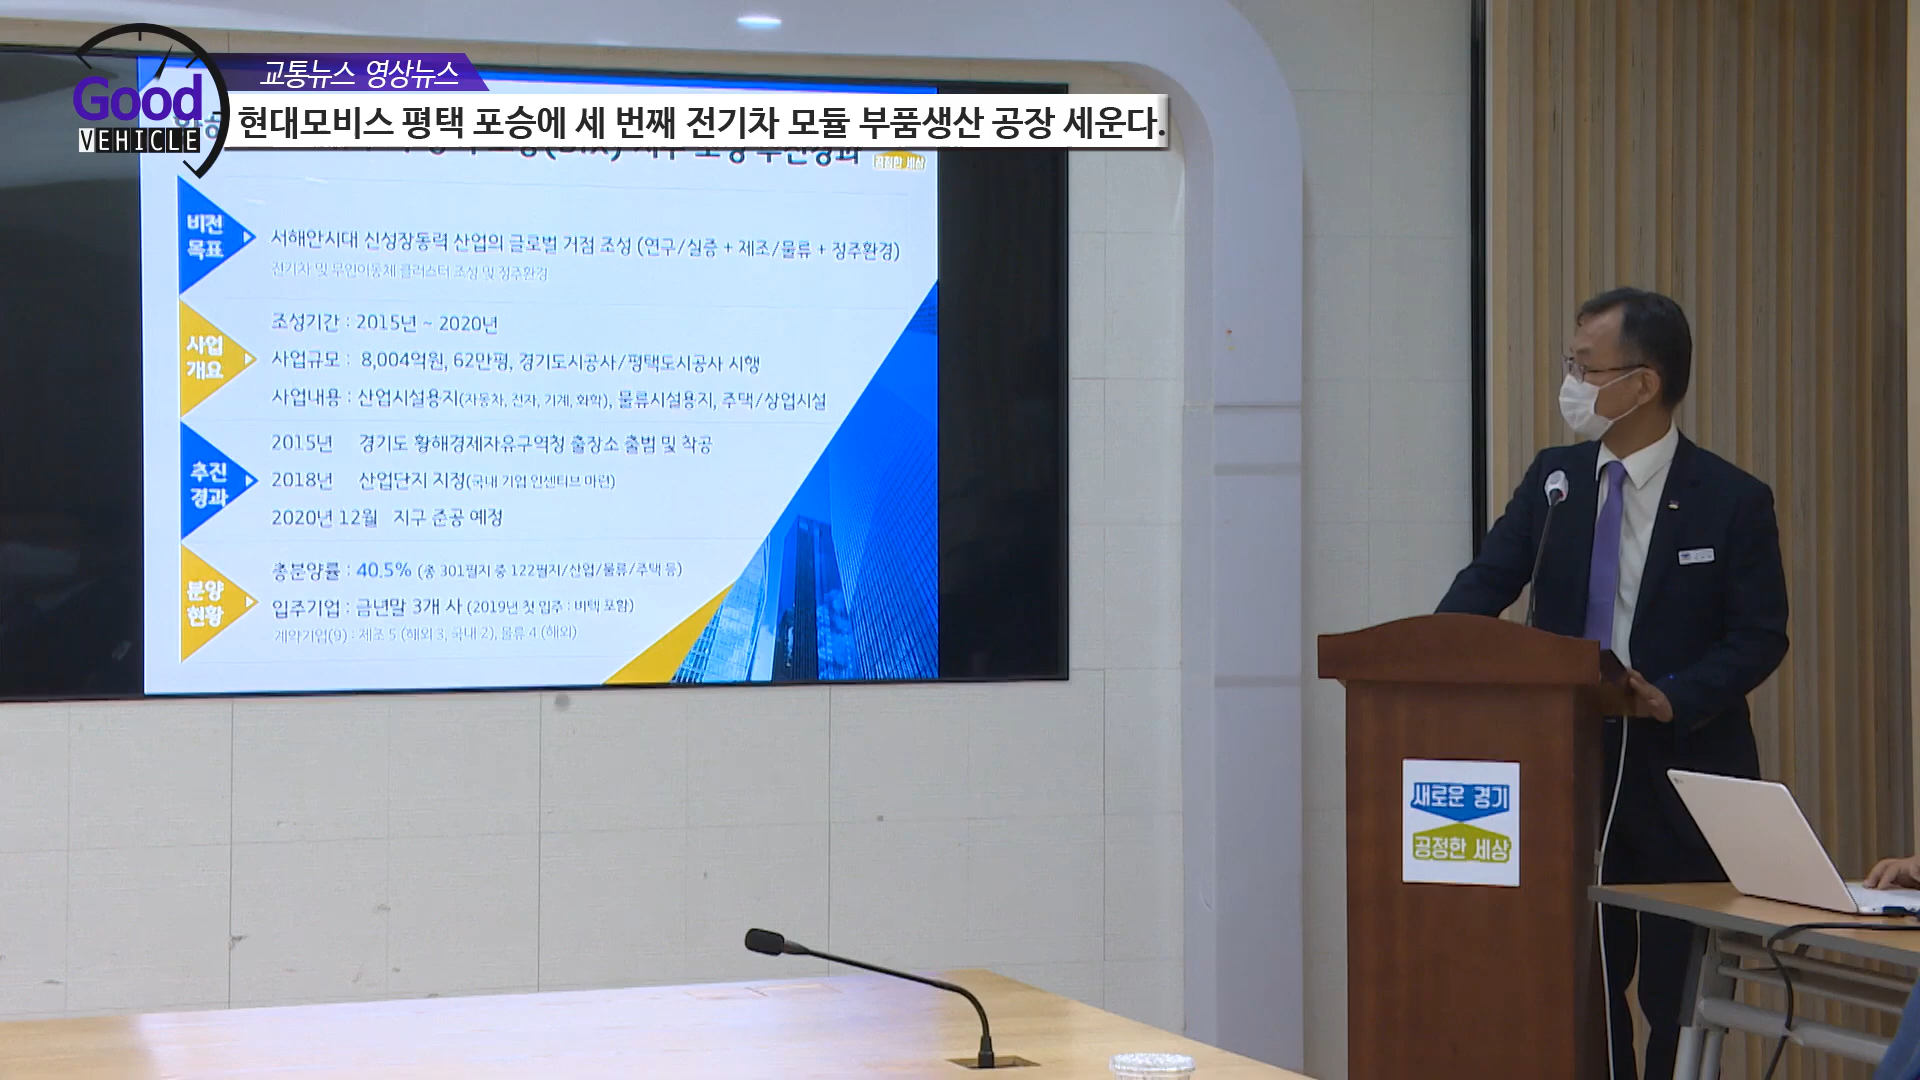 교통뉴스 영상뉴스
Good
VEHICLE
현대모비스 평택 포승에 세 번째 전기차 모듈 부품생산 공장 세운다.
공정한 세상
비전
목표
서해안시대 신성장동력 산업의 글로벌 거점 조성 (연구/실증 + 제조/물류 + 정주환경)
전기차 및 무인이동체 클러스터 조성 및 정주환경
사업
개요
조성기간 : 2015년 ~ 2020년
사업규모 : 8,004억원, 62만평, 경기도시공사/평택도시공사 시행
사업내용 : 산업시설용지(자동차, 전자, 기계, 화학), 물류시설용지, 주택/상업시설
추진
경과
2015년 경기도 황해경제자유구역청 출장소 출범 및 착공
2018년 산업단지 지정(국내 기업 인센티브 마련)
2020년 12월 지구 준공 예정
분양
현황
총분양률 : 40.5% (총 301필지 중 122필지/산업/물류/주택 등)
입주기업 : 금년말 3개 사 (2019년 첫 입주 : 비텍 포함)
계약기업(9) : 제조 5 (해외 3, 국내 2), 물류 4 (해외)
새로운 경기
공정한 세상